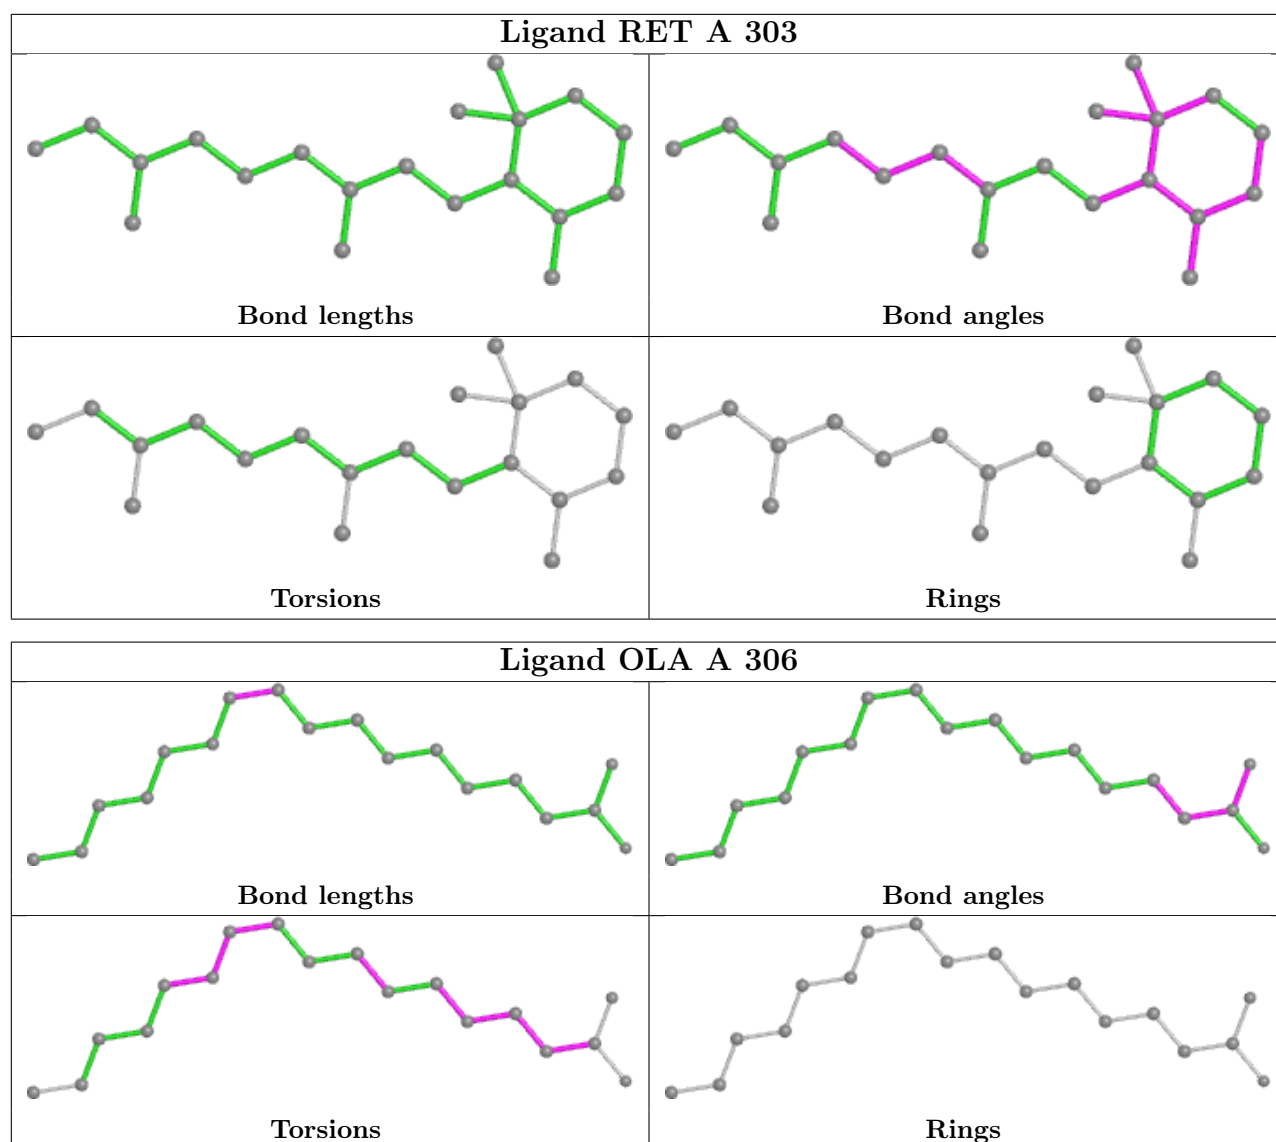 Ligand RET A 303
Bond lengths
Bond angles
Torsions
Rings
Ligand OLA A 306
Bond lengths
Bond angles
Torsions
Rings